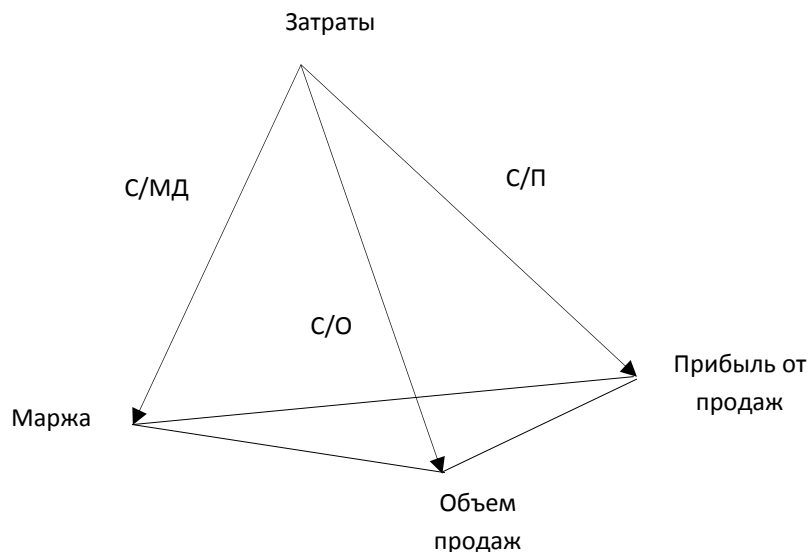 Затраты
С/МД
С/П
С/О
Прибыль от
продаж
Маржа
Объем
продаж